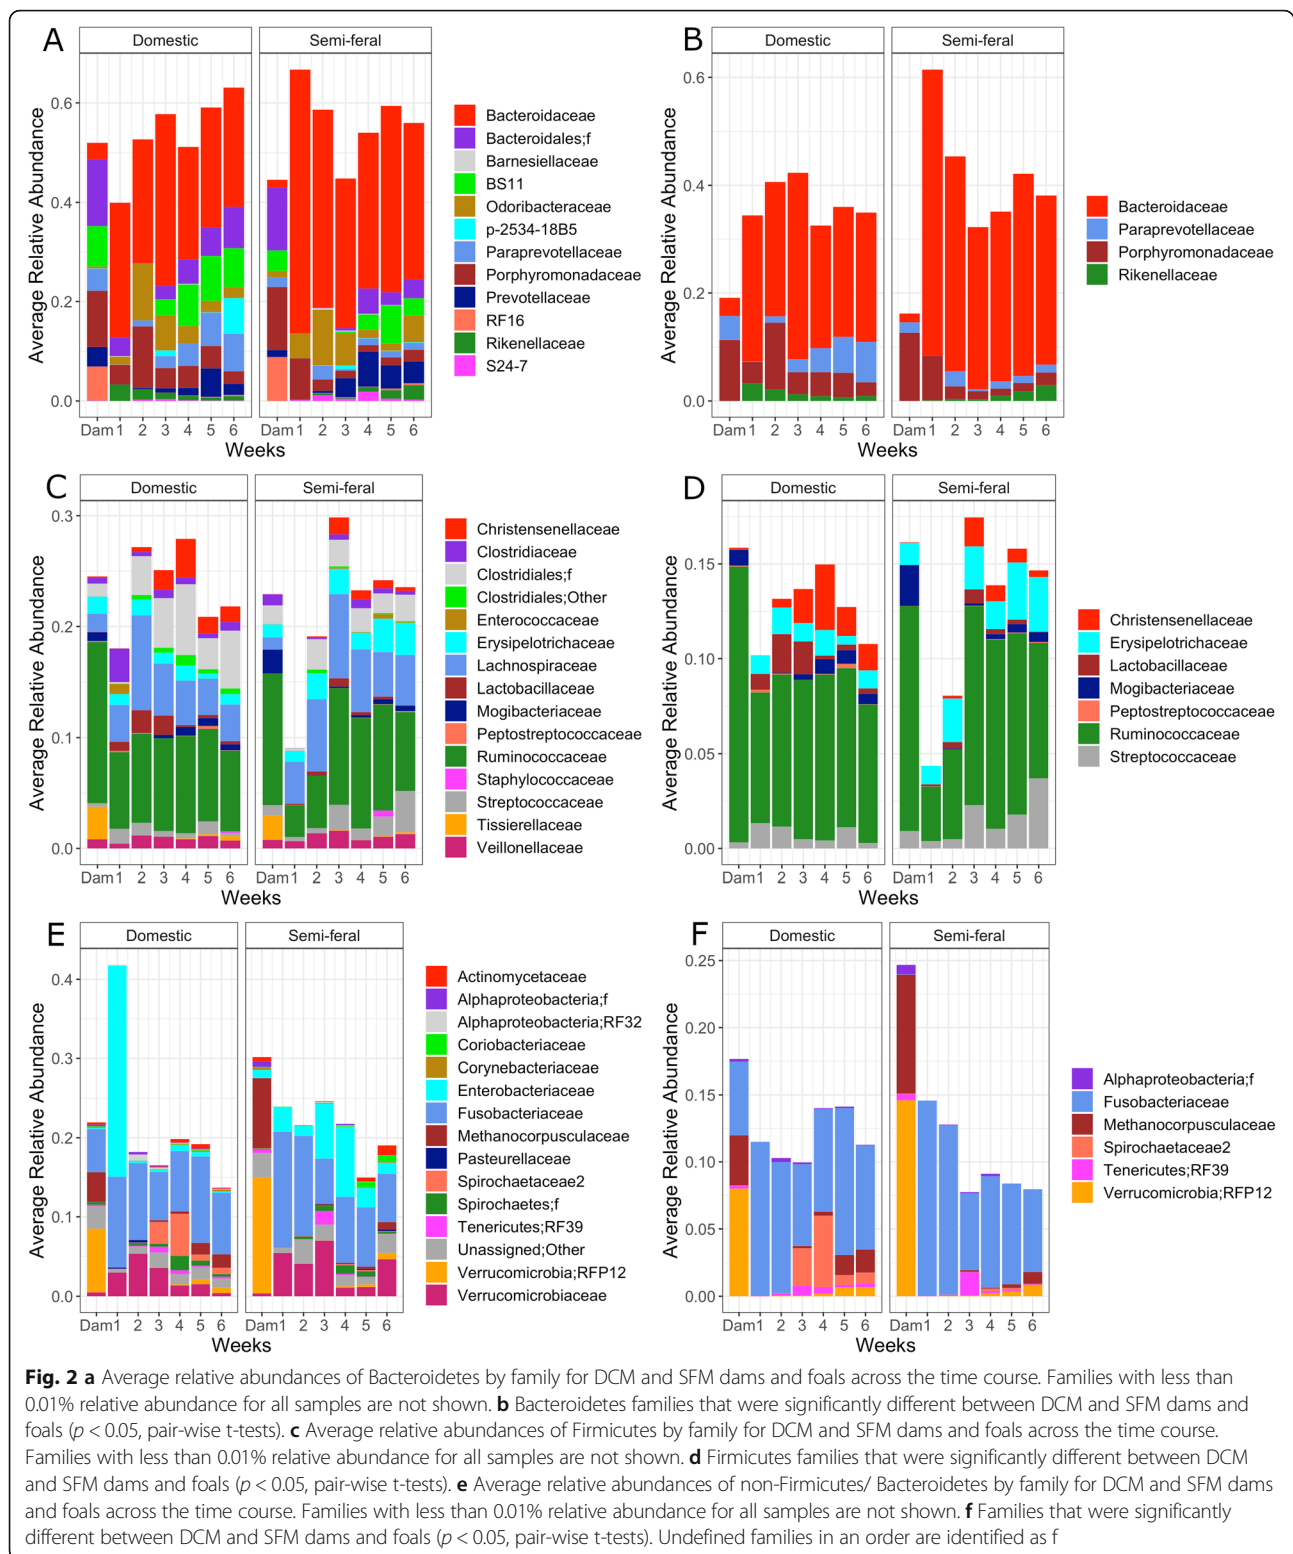 A
Domestic
Semi-feral
Average Relative Abundance
0.6
0.4
0.2
0.0
Dam 1 2 3 4 5 6
Dam 1 2 3 4 5 6
Weeks
Bacteroidaceae
Bacteroidales;f
Barnesiellaceae
BS11
Odoribacteraceae
p-2534-18B5
Paraprevotellaceae
Porphyromonadaceae
Prevotellaceae
RF16
Rikenellaceae
S24-7
B
Domestic
Semi-feral
Average Relative Abundance
0.6
0.4
0.2
0.0
Dam 1 2 3 4 5 6
Dam 1 2 3 4 5 6
Weeks
Bacteroidaceae
Paraprevotellaceae
Porphyromonadaceae
Rikenellaceae
C
Domestic
Semi-feral
Average Relative Abundance
0.3
0.2
0.1
0.0
Dam 1 2 3 4 5 6
Dam 1 2 3 4 5 6
Weeks
Christensenellaceae
Clostridiaceae
Clostridiales;f
Clostridiales;Other
Enterococcaceae
Erysipelotrichaceae
Lachnospiraceae
Lactobacillaceae
Mogibacteriaceae
Peptostreptococcaceae
Ruminococcaceae
Staphylococcaceae
Streptococcaceae
Tissierellaceae
Veillonellaceae
D
Domestic
Semi-feral
Average Relative Abundance
0.15
0.10
0.05
0.00
Dam 1 2 3 4 5 6
Dam 1 2 3 4 5 6
Weeks
Christensenellaceae
Erysipelotrichaceae
Lactobacillaceae
Mogibacteriaceae
Peptostreptococcaceae
Ruminococcaceae
Streptococcaceae
E
Domestic
Semi-feral
Average Relative Abundance
0.4
0.3
0.2
0.1
0.0
Dam 1 2 3 4 5 6
Dam 1 2 3 4 5 6
Weeks
Actinomycetaceae
Alphaproteobacteria;f
Alphaproteobacteria;RF32
Coriobacteriaceae
Corynebacteriaceae
Enterobacteriaceae
Fusobacteriaceae
Methanocorpusculaceae
Pasteurellaceae
Spirochaetaceae2
Spirochaetes;f
Tenericutes;RF39
Unassigned;Other
Verrucomicrobia;RFP12
Verrucomicrobiaceae
F
Domestic
Semi-feral
Average Relative Abundance
0.25
0.20
0.15
0.10
0.05
0.00
Dam 1 2 3 4 5 6
Dam 1 2 3 4 5 6
Weeks
Alphaproteobacteria;f
Fusobacteriaceae
Methanocorpusculaceae
Spirochaetaceae2
Tenericutes;RF39
Verrucomicrobia;RFP12
Fig. 2 a Average relative abundances of Bacteroidetes by family for DCM and SFM dams and foals across the time course. Families with less than
0.01% relative abundance for all samples are not shown. b Bacteroidetes families that were significantly different between DCM and SFM dams and
foals (p < 0.05, pair-wise t-tests). c Average relative abundances of Firmicutes by family for DCM and SFM dams and foals across the time course.
Families with less than 0.01% relative abundance for all samples are not shown. d Firmicutes families that were significantly different between DCM
and SFM dams and foals (p < 0.05, pair-wise t-tests). e Average relative abundances of non-Firmicutes/ Bacteroidetes by family for DCM and SFM dams
and foals across the time course. Families with less than 0.01% relative abundance for all samples are not shown. f Families that were significantly
different between DCM and SFM dams and foals (p < 0.05, pair-wise t-tests). Undefined families in an order are identified as f